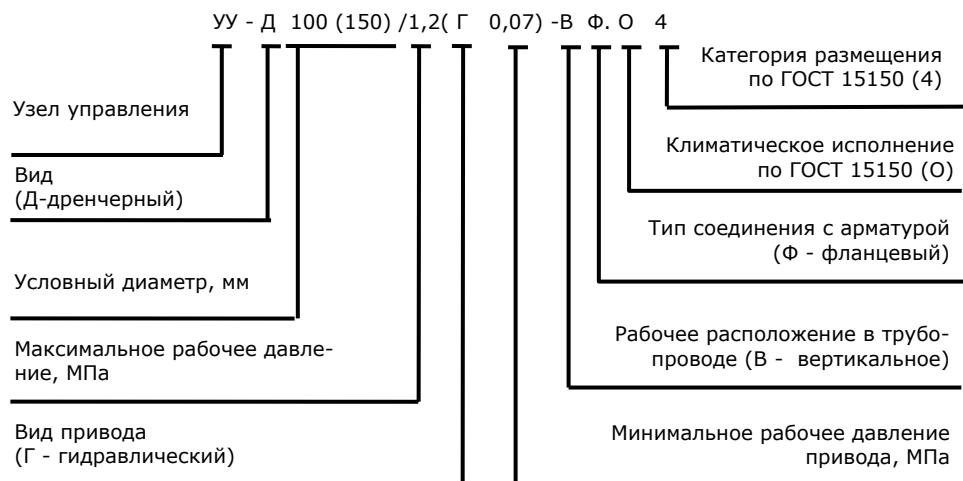 УУ - Д 100 (150) /1,2( Г 0,07) -В Ф. О 4
Узел управления
Вид
(Д-дренчерный)
Условный диаметр, мм
Максимальное рабочее давле-
ние, МПа
Вид привода
(Г - гидравлический)
Категория размещения
по ГОСТ 15150 (4)
Климатическое исполнение
по ГОСТ 15150 (О)
Тип соединения с арматурой
(Ф - фланцевый)
Рабочее расположение в трубо-
проводе (В - вертикальное)
Минимальное рабочее давление
привода, МПа